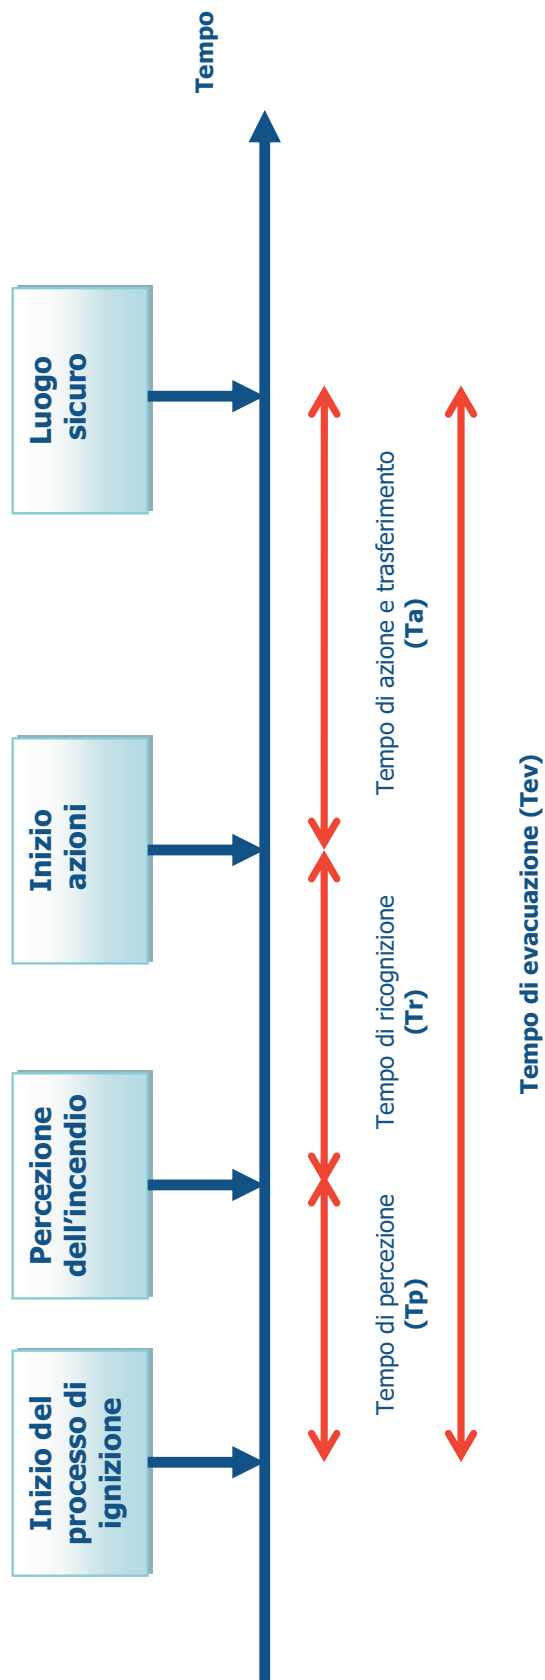 Inizio del
processo di
ignizione
Percezione
dell’incendio
Inizio
azioni
Luogo
sicuro
Tempo
Tempo di percezione
(Tp)
Tempo di ricognizione
(Tr)
Tempo di azione e trasferimento
(Ta)
Tempo di evacuazione (Tev)